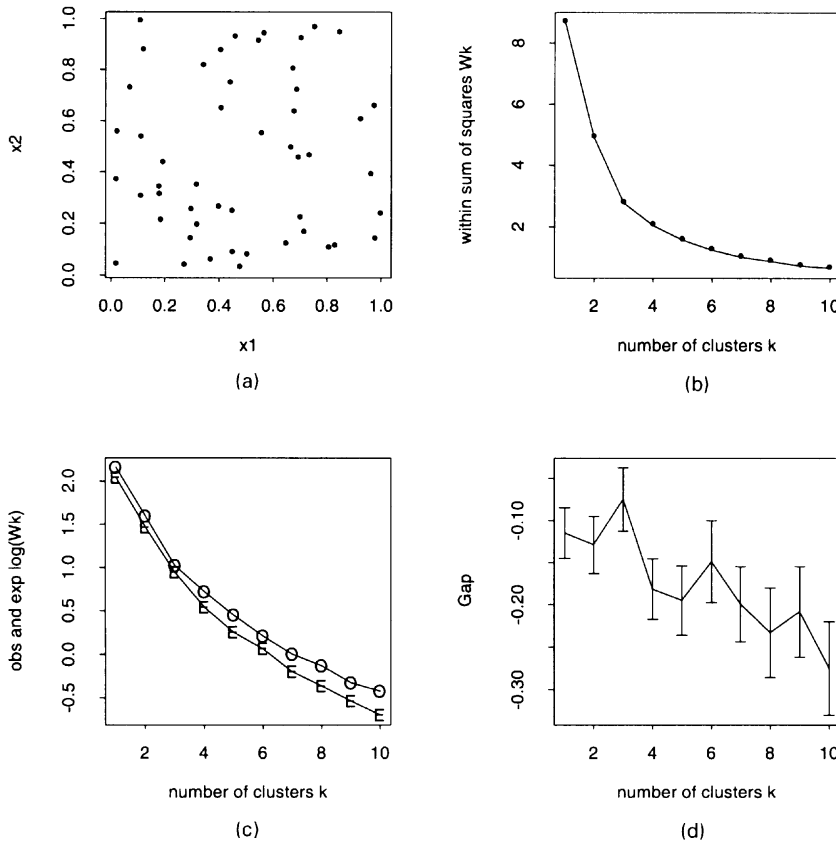 x2
1.0
0.8
0.6
0.4
0.2
0.0
0.0 0.2 0.4 0.6 0.8 1.0
x1
(a)
within sum of squares Wk
8
6
4
2
2 4 6 8 10
number of clusters k
(b)
obs and exp log(Wk)
2.0
1.5
1.0
0.5
0.0
-0.5
O O O O O O O O O O
E E E E E E E E E E
2 4 6 8 10
number of clusters k
(c)
Gap
-0.10
-0.20
-0.30
2 4 6 8 10
number of clusters k
(d)